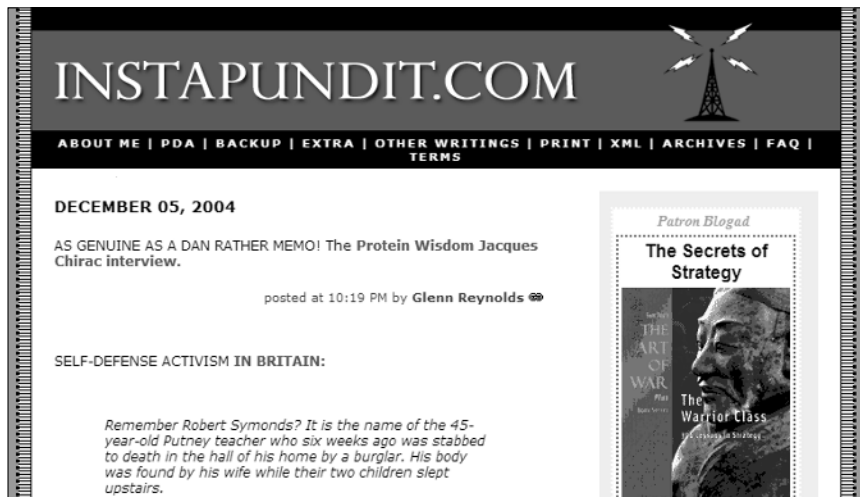 INSTAPUNDIT.COM
ABOUT ME | PDA | BACKUP | EXTRA | OTHER WRITINGS | PRINT | XML | ARCHIVES | FAQ |
TERMS
DECEMBER 05, 2004
AS GENUINE AS A DAN RATHER MEMO! The Protein Wisdom Jacques
Chirac interview.
posted at 10:19 PM by Glenn Reynolds
SELF-DEFENSE ACTIVISM IN BRITAIN:
Remember Robert Symonds? It is the name of the 45-
year-old Putney teacher who six weeks ago was stabbed
to death in the hall of his home by a burglar. His body
was found by his wife while their two children slept
upstairs.
Patron Blogad
The Secrets of
Strategy
THE
ART
OF
WAR
Plus
The
Warrior Class